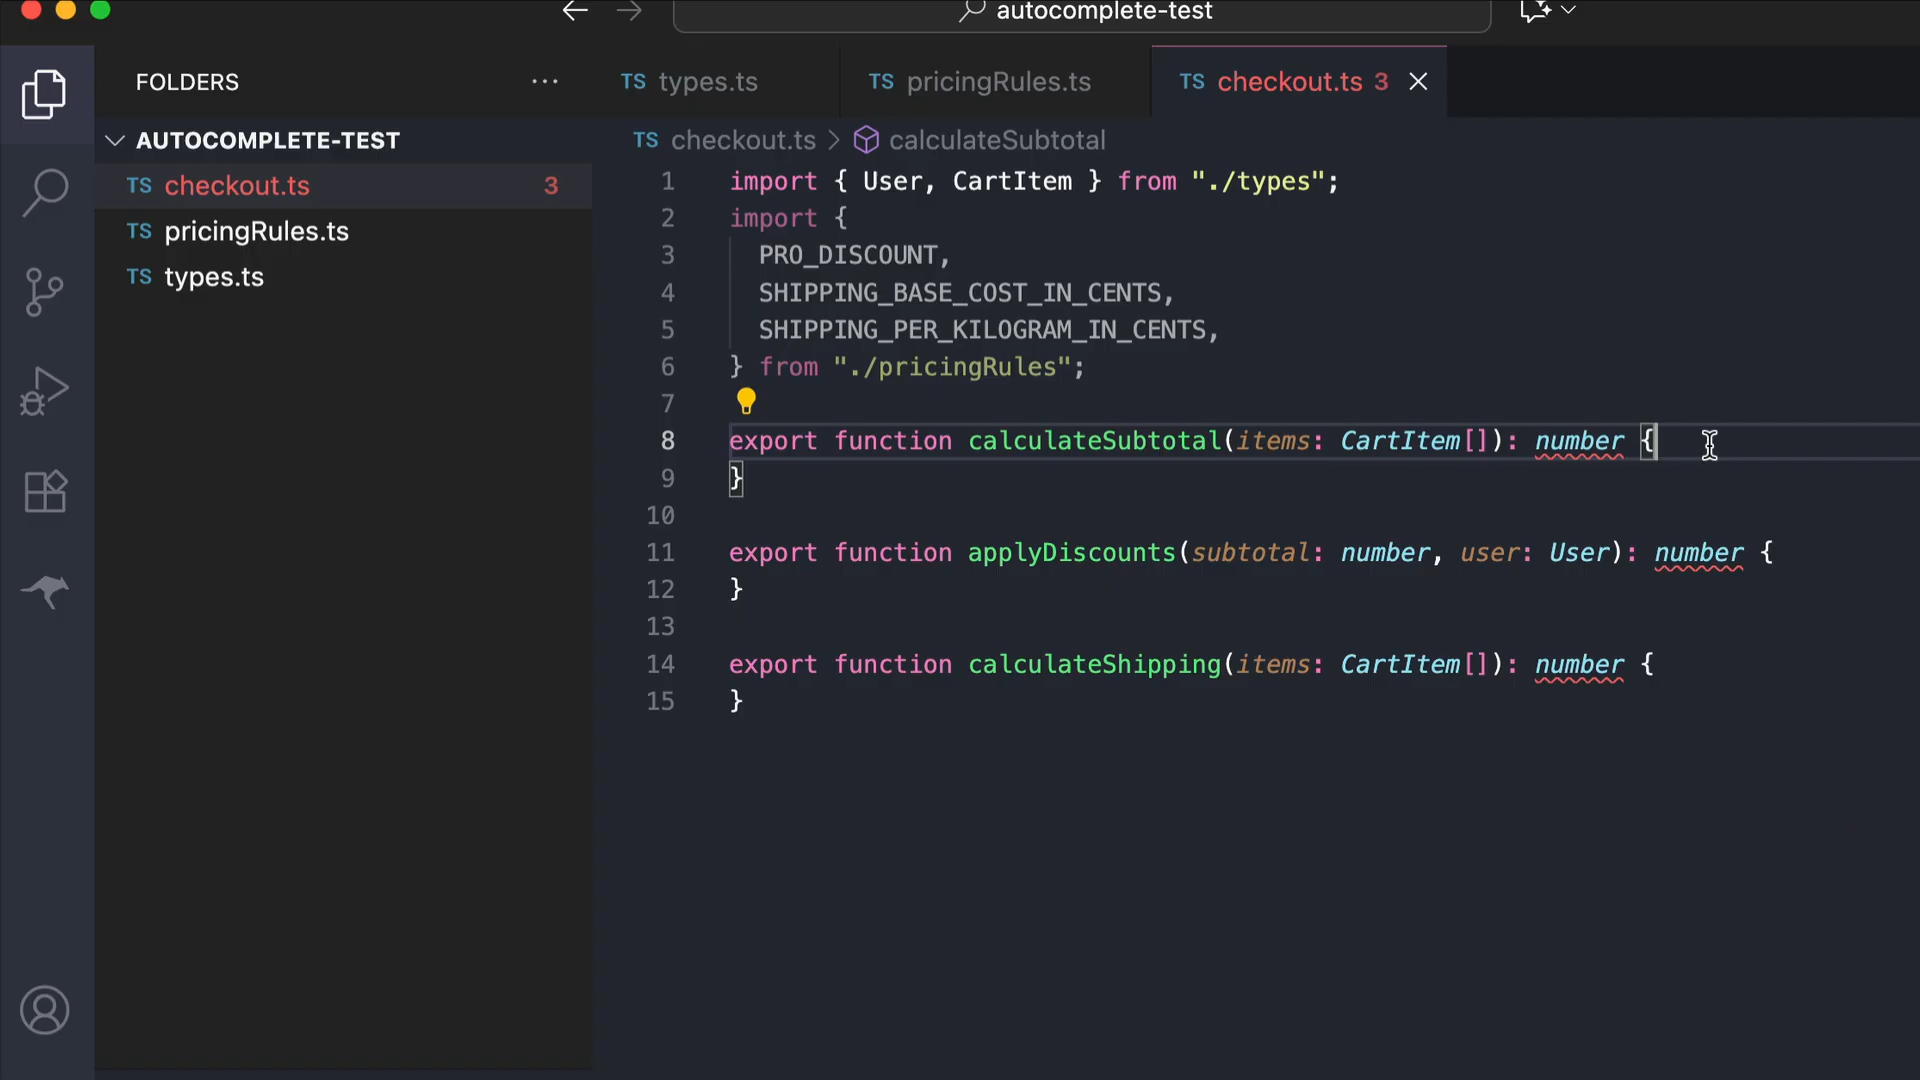 autocomplete-test
FOLDERS
TS types.ts
TS pricingRules.ts
TS checkout.ts 3
AUTOCOMPLETE-TEST
TS checkout.ts 3
TS pricingRules.ts
TS types.ts
TS checkout.ts > calculateSubtotal
1 import { User, CartItem } from "./types";
2 import {
3 PRO_DISCOUNT,
4 SHIPPING_BASE_COST_IN_CENTS,
5 SHIPPING_PER_KILOGRAM_IN_CENTS,
6 } from "./pricingRules";
7
8 export function calculateSubtotal(items: CartItem[]): number {
9 }
10
11 export function applyDiscounts(subtotal: number, user: User): number {
12 }
13
14 export function calculateShipping(items: CartItem[]): number {
15 }